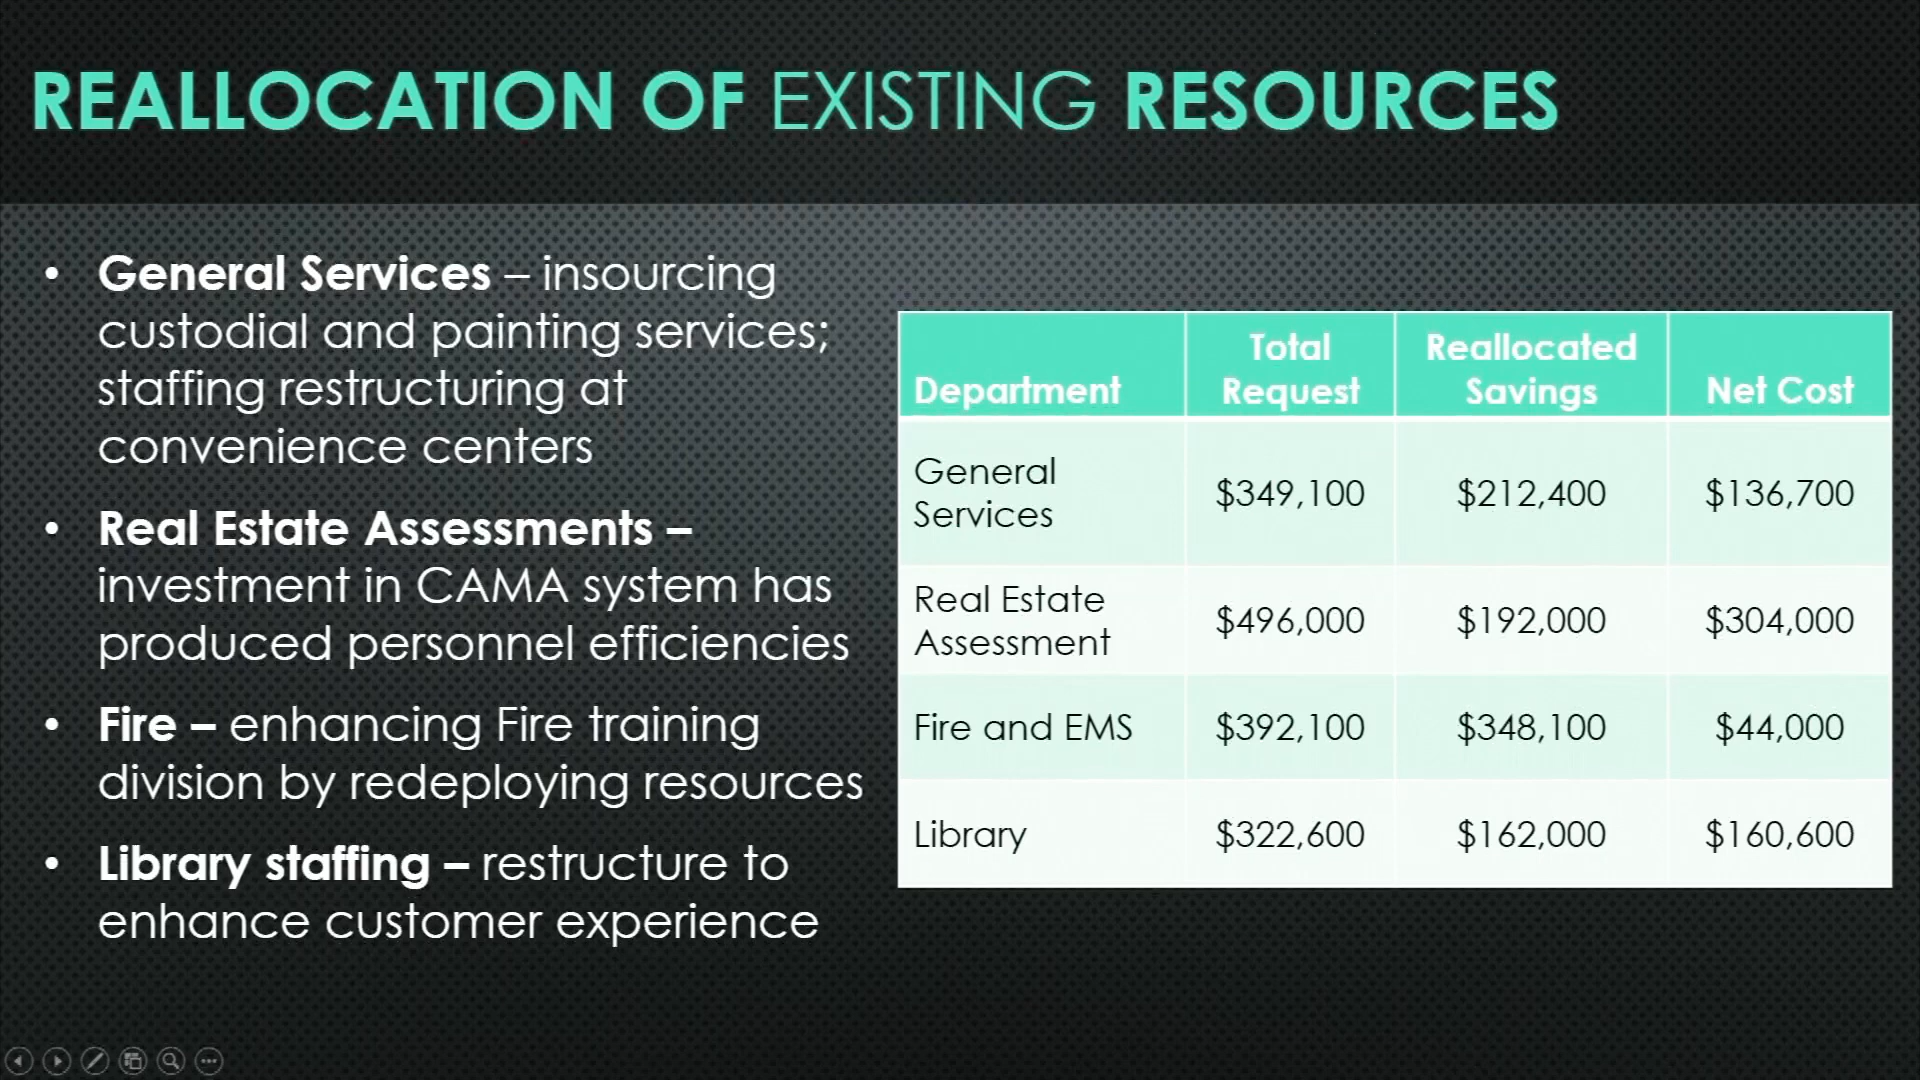 REALLOCATION OF EXISTING RESOURCES
• General Services – insourcing
custodial and painting services;
staffing restructuring at
convenience centers
• Real Estate Assessments –
investment in CAMA system has
produced personnel efficiencies
• Fire – enhancing Fire training
division by redeploying resources
• Library staffing – restructure to
enhance customer experience
Department Total Request Reallocated Savings Net Cost
General Services $349,100 $212,400 $136,700
Real Estate Assessment $496,000 $192,000 $304,000
Fire and EMS $392,100 $348,100 $44,000
Library $322,600 $162,000 $160,600